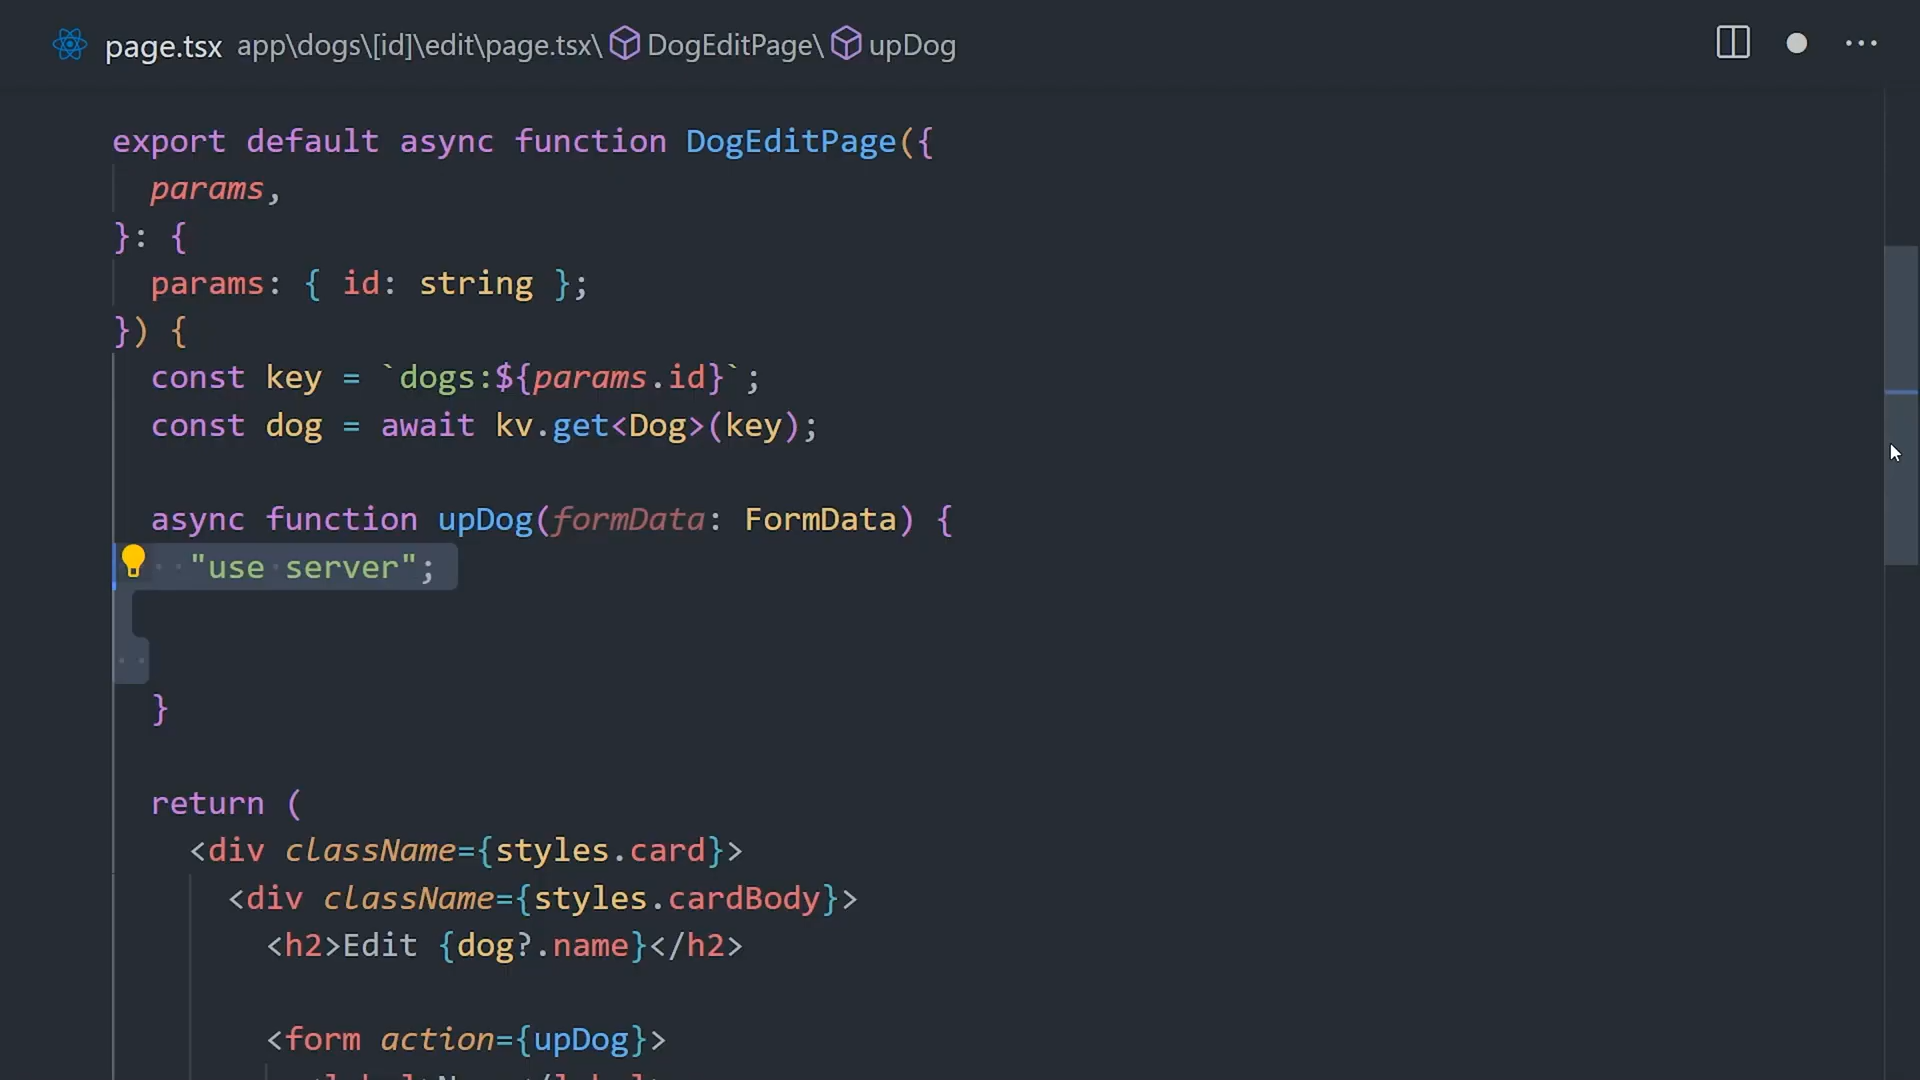 page.tsx app\dogs\[id]\edit\page.tsx\ DogEditPage\ upDog
export default async function DogEditPage({
  params,
}: {
  params: { id: string };
}) {
  const key = `dogs:${params.id}`;
  const dog = await kv.get<Dog>(key);
  async function upDog(formData: FormData) {
    "use server";
  }
  return (
    <div className={styles.card}>
      <div className={styles.cardBody}>
        <h2>Edit {dog?.name}</h2>
        <form action={upDog}>